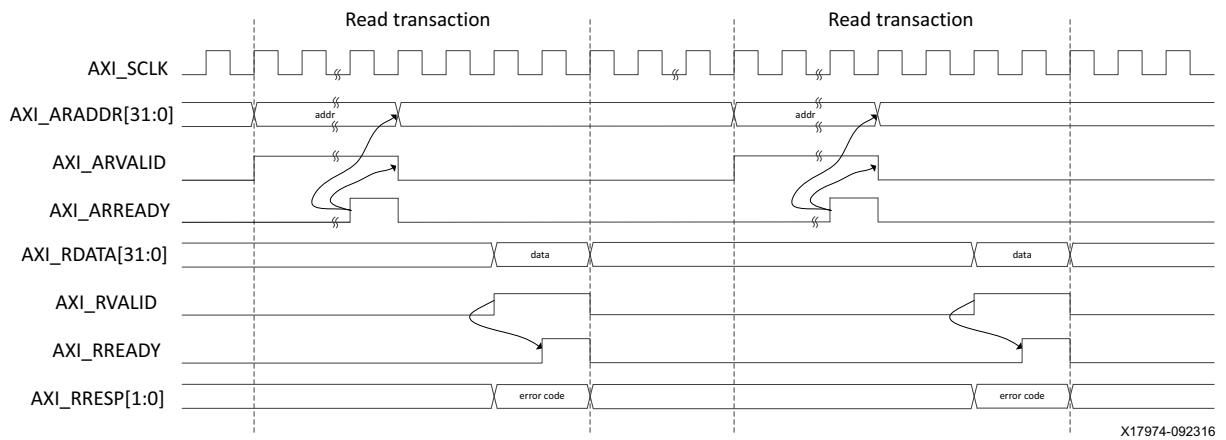 Read transaction Read transaction
AXI_SCLK
AXI_ARADDR[31:0] addr addr
AXI_ARVALID
AXI_ARREADY
AXI_RDATA[31:0] data data
AXI_RVALID
AXI_RREADY
AXI_RRESP[1:0] error code error code
X17974-092316